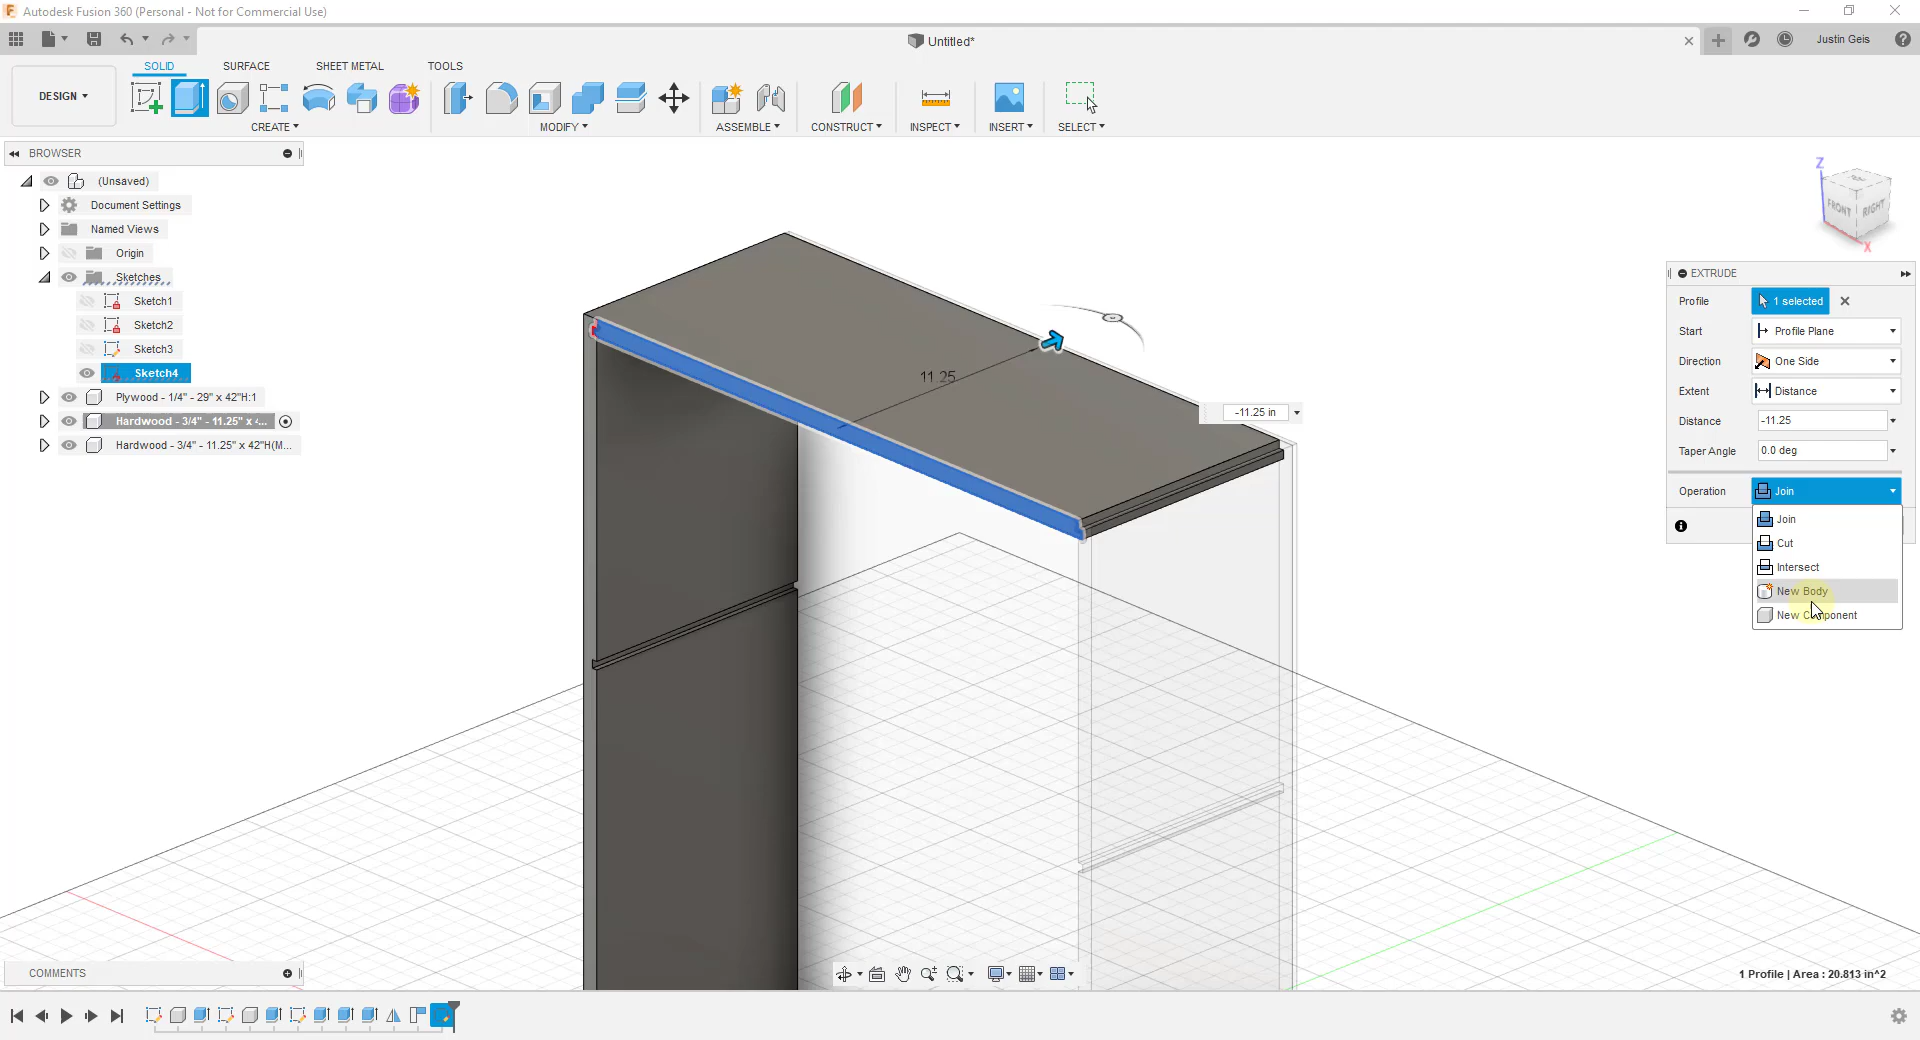 Autodesk Fusion 360 (Personal - Not for Commercial Use)
Untitled*
Justin Geis
SOLID
SURFACE
SHEET METAL
TOOLS
DESIGN
CREATE
MODIFY
ASSEMBLE
CONSTRUCT
INSPECT
INSERT
SELECT
BROWSER
(Unsaved)
Document Settings
Named Views
Origin
Sketches
Sketch1
Sketch2
Sketch3
Sketch4
Plywood - 1/4" - 29" x 42"H:1
Hardwood - 3/4" - 11.25" x ‹...
Hardwood - 3/4" - 11.25" x 42"H(M...
11.25
-11.25 in
Z
TOP
FRONT
RIGHT
X
EXTRUDE
Profile
1 selected
Start
Profile Plane
Direction
One Side
Extent
Distance
Distance
-11.25
Taper Angle
0.0 deg
Operation
Join
Join
Cut
Intersect
New Body
New Component
COMMENTS
1 Profile | Area : 20.813 in^2